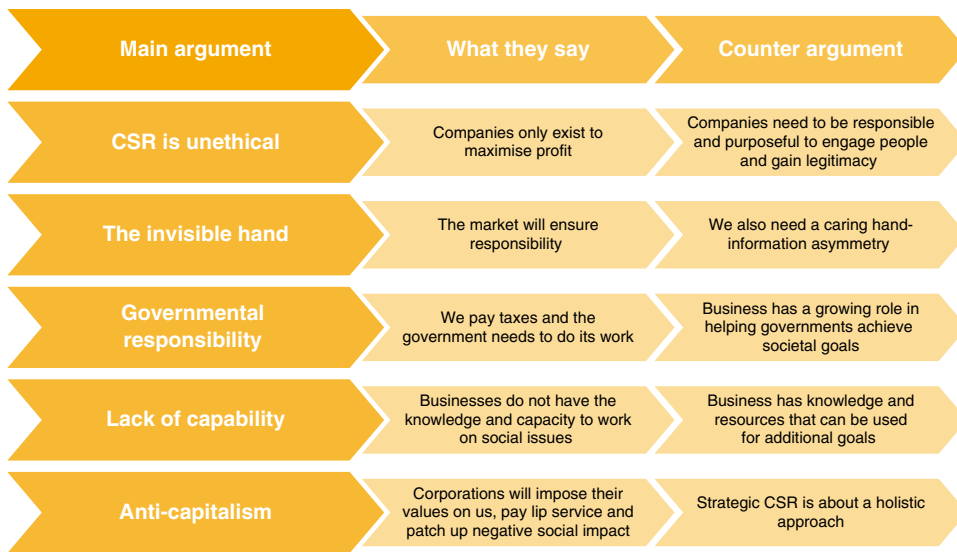 Main argument
What they say
Counter argument
CSR is unethical
Companies only exist to
maximise profit
Companies need to be responsible
and purposeful to engage people
and gain legitimacy
The invisible hand
The market will ensure
responsibility
We also need a caring hand-
information asymmetry
Governmental
responsibility
We pay taxes and the
government needs to do its work
Business has a growing role in
helping governments achieve
societal goals
Lack of capability
Businesses do not have the
knowledge and capacity to work
on social issues
Business has knowledge and
resources that can be used
for additional goals
Anti-capitalism
Corporations will impose their
values on us, pay lip service and
patch up negative social impact
Strategic CSR is about a holistic
approach